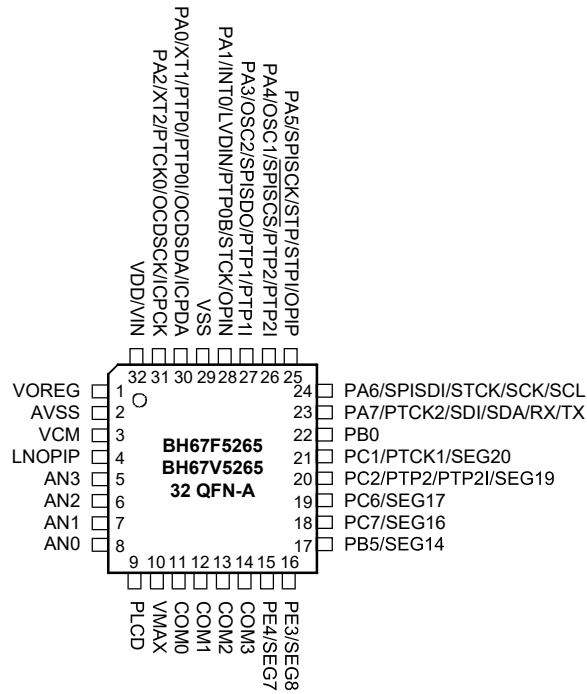 PA5/SPISCK/STP/STPI/OPIP
PA4/OSC1/SPISCS/PTP2/PTP2I
PA3/OSC2/SPISDO/PTP1/PTP1I
PA1/INT0/LVDIN/PTP0B/STCK/OPIN
VSS
PA0/XT1/PTP0/PTP0I/OCDSDA/ICPDA
PA2/XT2/PTCK0/OCDSCK/ICPCK
VDD/VIN
32 31 30 29 28 27 26 25
VOREG 1
AVSS 2
VCM 3
LNOPIP 4
AN3 5
AN2 6
AN1 7
AN0 8
BH67F5265
BH67V5265
32 QFN-A
24 PA6/SPISDI/STCK/SCK/SCL
23 PA7/PTCK2/SDI/SDA/RX/TX
22 PB0
21 PC1/PTCK1/SEG20
20 PC2/PTP2/PTP2I/SEG19
19 PC6/SEG17
18 PC7/SEG16
17 PB5/SEG14
9 10 11 12 13 14 15 16
PLCD
VMAX
COM0
COM1
COM2
COM3
PE4/SEG7
PE3/SEG8